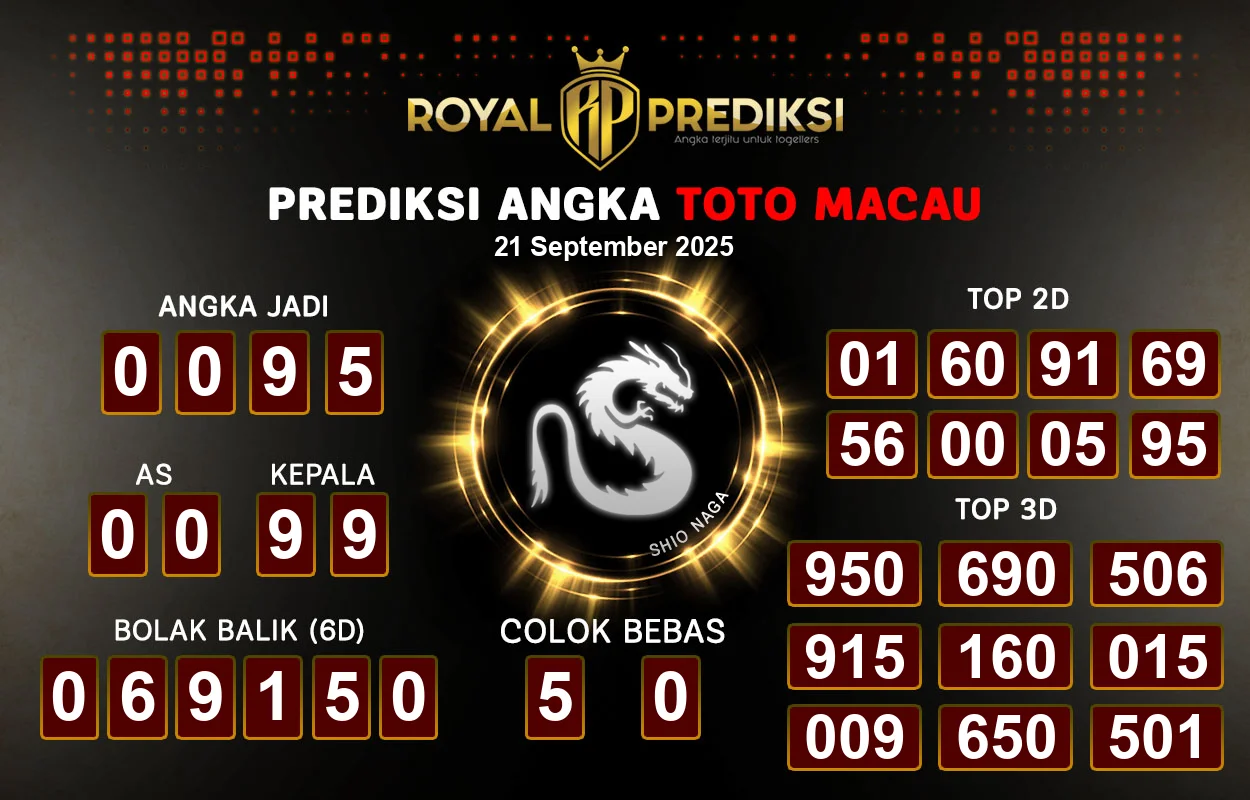 ROYAL RP PREDIKSI
Angka terjitu untuk togellers
PREDIKSI ANGKA TOTO MACAU
21 September 2025
ANGKA JADI
0 0 9 5
AS
0 0
KEPALA
9 9
BOLAK BALIK (6D)
0 6 9 1 5 0
SHIO NAGA
COLOK BEBAS
5 0
TOP 2D
01 60 91 69
56 00 05 95
TOP 3D
950 690 506
915 160 015
009 650 501